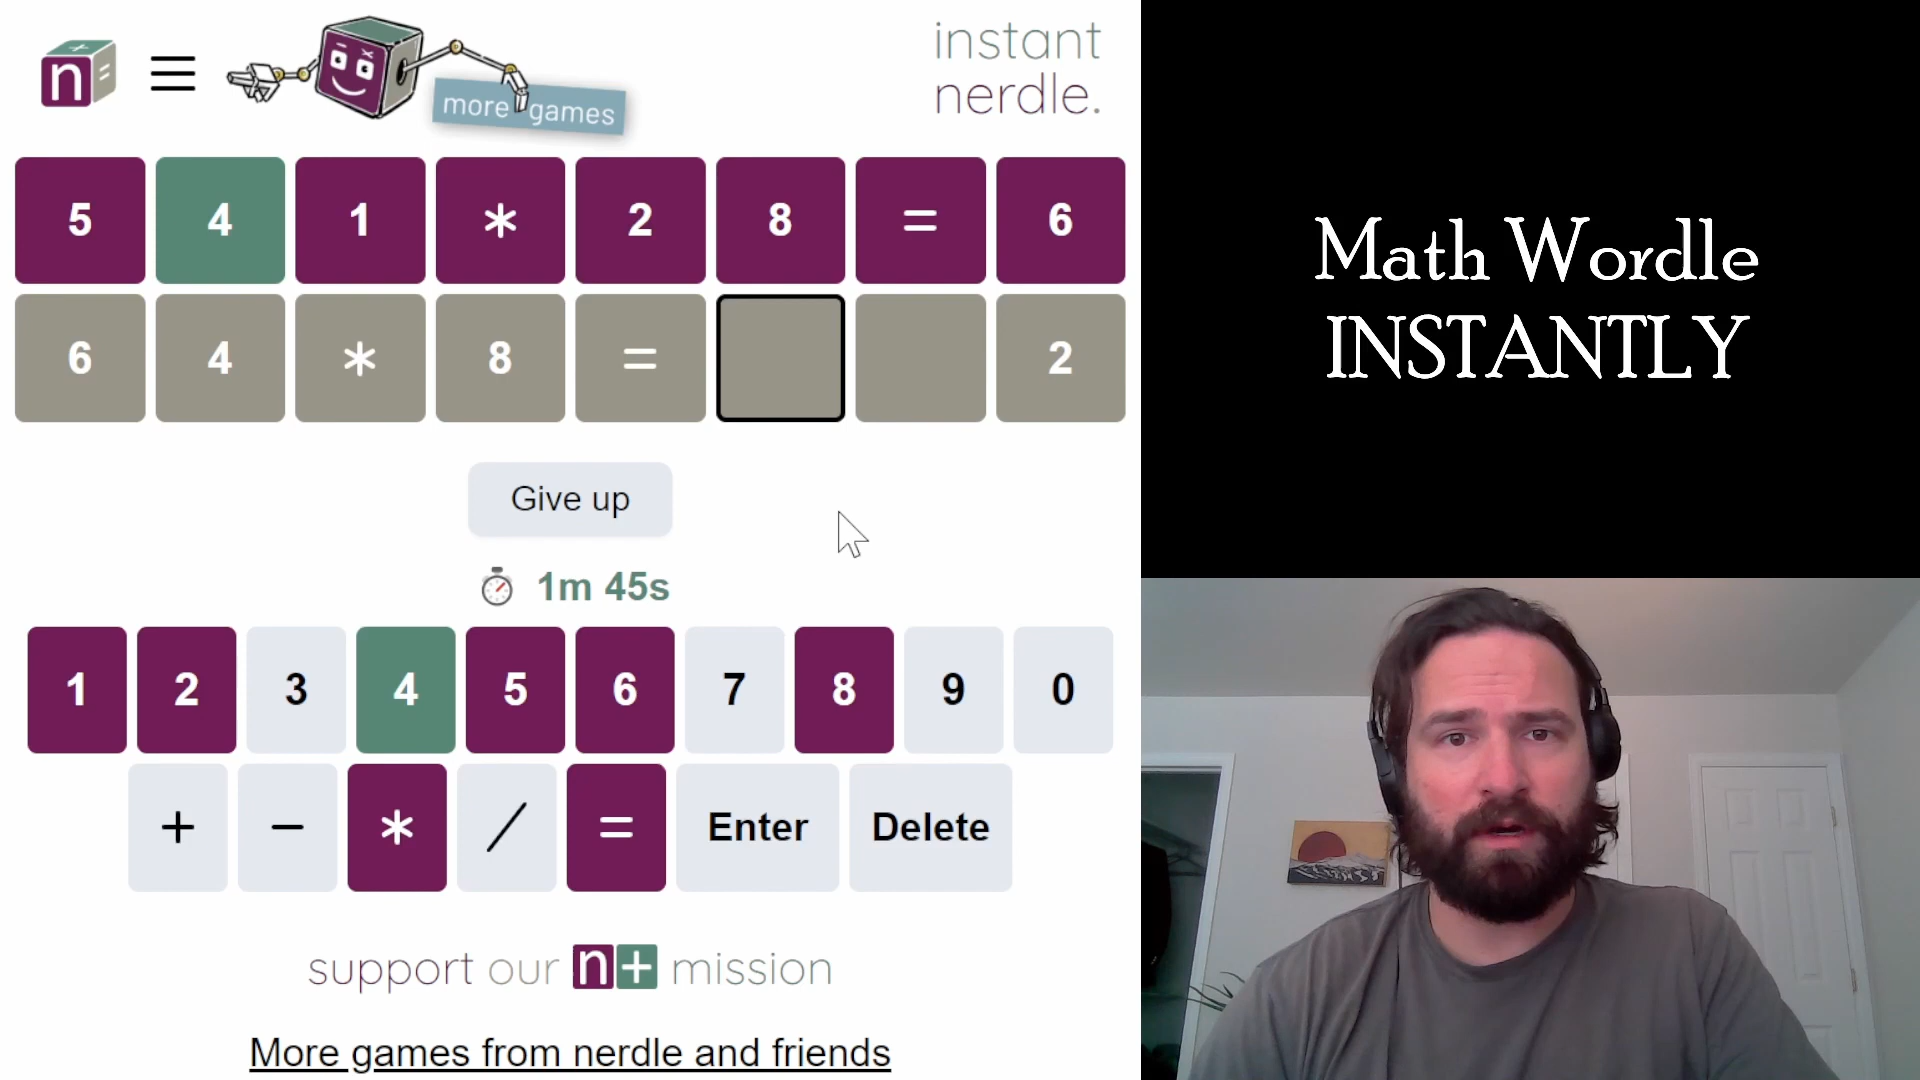 n =
more games
instant
nerdle.
5 4 1 * 2 8 = 6
6 4 * 8 = 2
Give up
1m 45s
1 2 3 4 5 6 7 8 9 0
+ - * / = Enter Delete
support our n+ mission
More games from nerdle and friends
Math Wordle
INSTANTLY